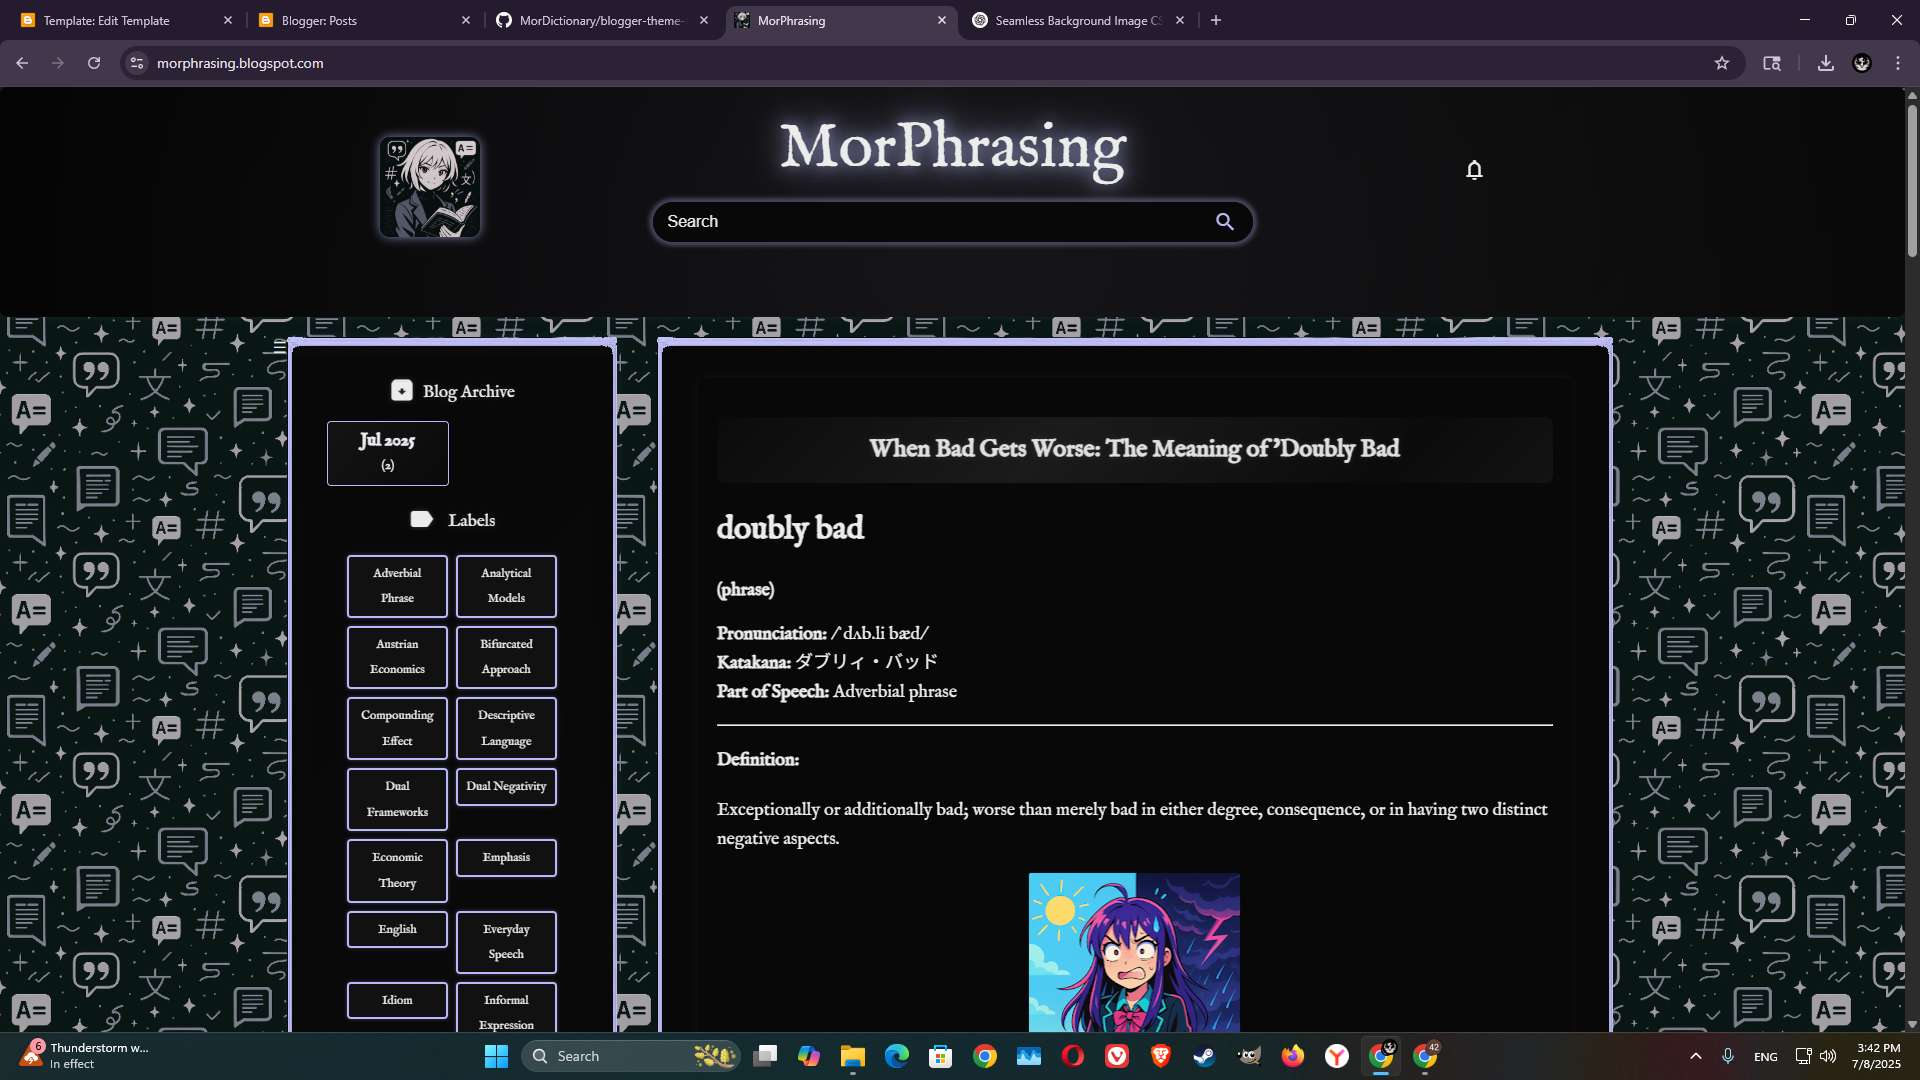 Template: Edit Template
Blogger: Posts
MorDictionary/blogger-theme-
MorPhrasing
Seamless Background Image CS
morphrasing.blogspot.com
MorPhrasing
Search
Blog Archive
Jul 2025
(2)
Labels
Adverbial Phrase
Analytical Models
Austrian Economics
Bifurcated Approach
Compounding Effect
Descriptive Language
Dual Frameworks
Dual Negativity
Economic Theory
Emphasis
English
Everyday Speech
Idiom
Informal Expression
When Bad Gets Worse: The Meaning of 'Doubly Bad
doubly bad
(phrase)
Pronunciation: /ˈdʌb.li bæd/
Katakana: ダブリィ・バッド
Part of Speech: Adverbial phrase
Definition:
Exceptionally or additionally bad; worse than merely bad in either degree, consequence, or in having two distinct
negative aspects.
6
Thunderstorm w...
In effect
Search
42
ENG
3:42 PM
7/8/2025